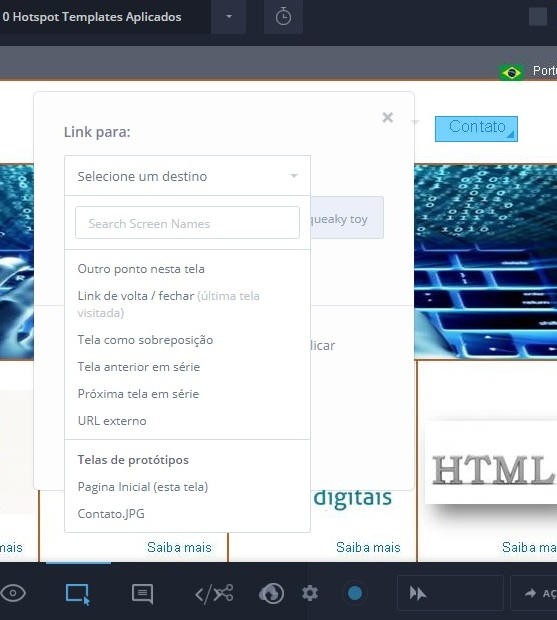 0 Hotspot Templates Aplicados
Port
Link para:
Contato
Selecione um destino
Search Screen Names
queaky toy
Outro ponto nesta tela
Link de volta / fechar (última tela
visitada)
Tela como sobreposição
licar
Tela anterior em série
Próxima tela em série
URL externo
Telas de protótipos
HTML
Pagina Inicial (esta tela)
digitais
Contato.JPG
mais
Saiba mais
Saiba mais
Saiba ma
AÇ